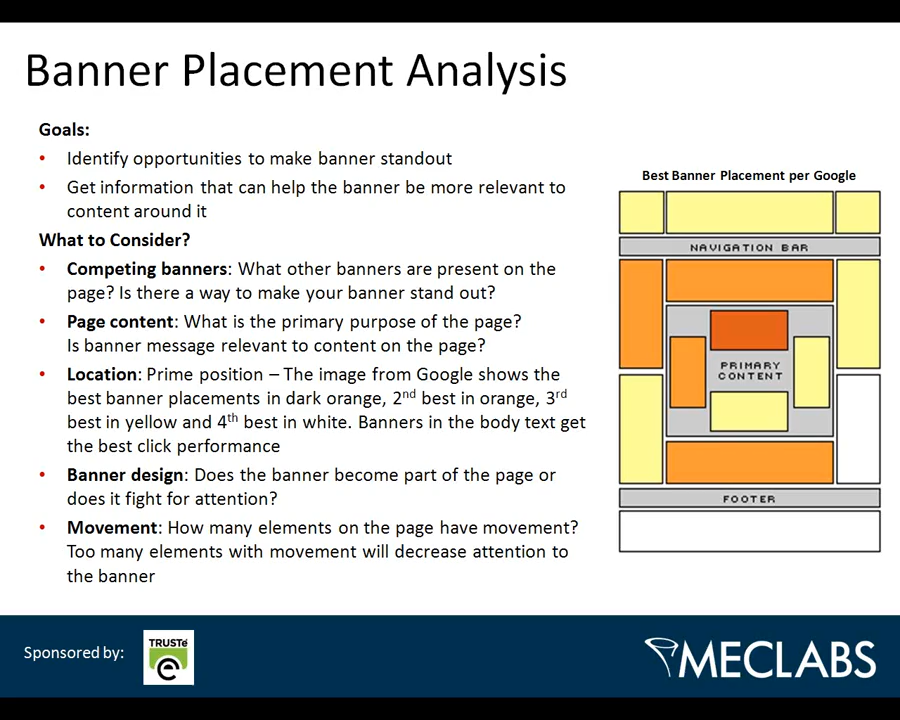 Banner Placement Analysis
Goals:
• Identify opportunities to make banner standout
• Get information that can help the banner be more relevant to
content around it
What to Consider?
• Competing banners: What other banners are present on the
page? Is there a way to make your banner stand out?
• Page content: What is the primary purpose of the page?
Is banner message relevant to content on the page?
• Location: Prime position – The image from Google shows the
best banner placements in dark orange, 2nd best in orange, 3rd
best in yellow and 4th best in white. Banners in the body text get
the best click performance
• Banner design: Does the banner become part of the page or
does it fight for attention?
• Movement: How many elements on the page have movement?
Too many elements with movement will decrease attention to
the banner
Best Banner Placement per Google
NAVIGATION BAR
PRIMARY
CONTENT
FOOTER
Sponsored by:
TRUSTe
e
MECLABS